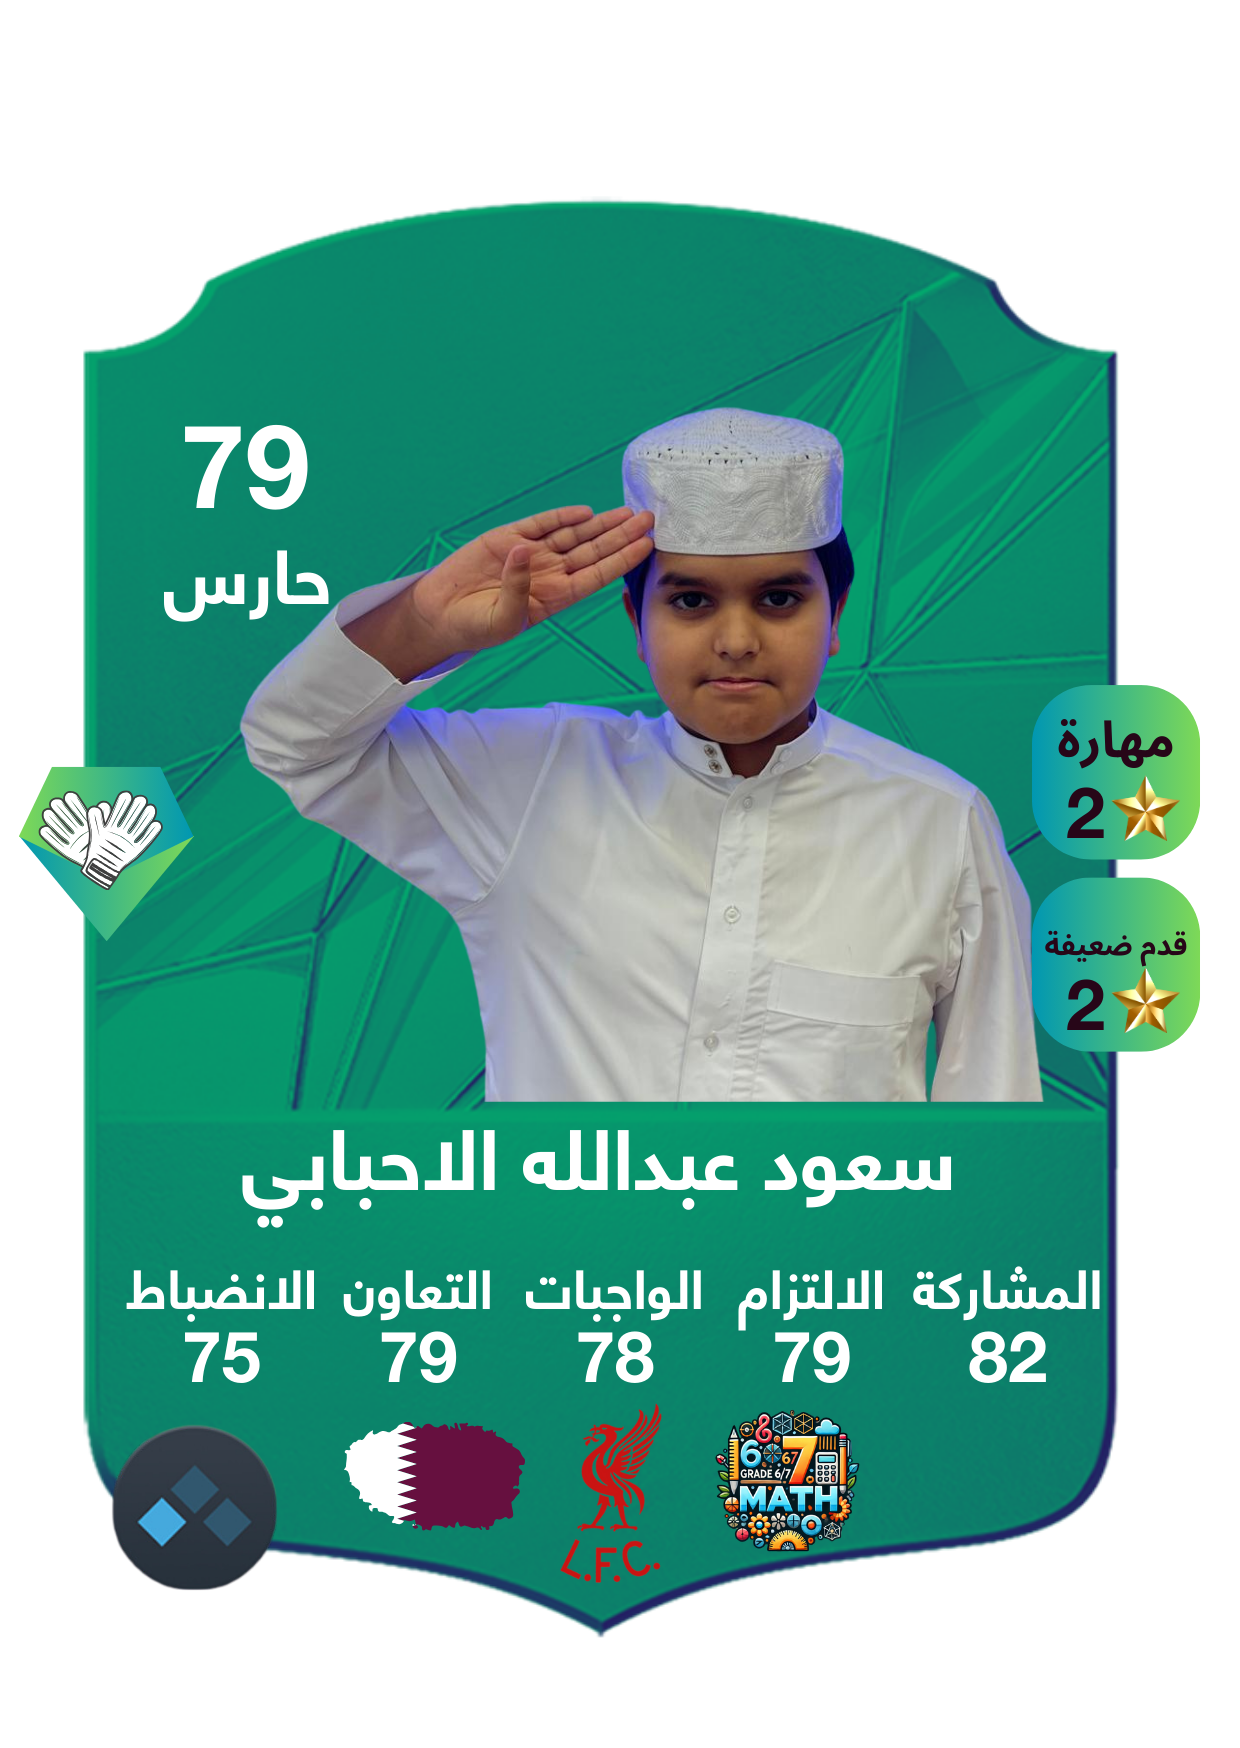 79
حارس
مهارة
2
قدم ضعيفة
2
سعود عبدالله الاحبابي
المشاركة الالتزام الواجبات التعاون الانضباط
82 79 78 79 75
6 7
67
GRADE 6/7
MATH
L.F.C.